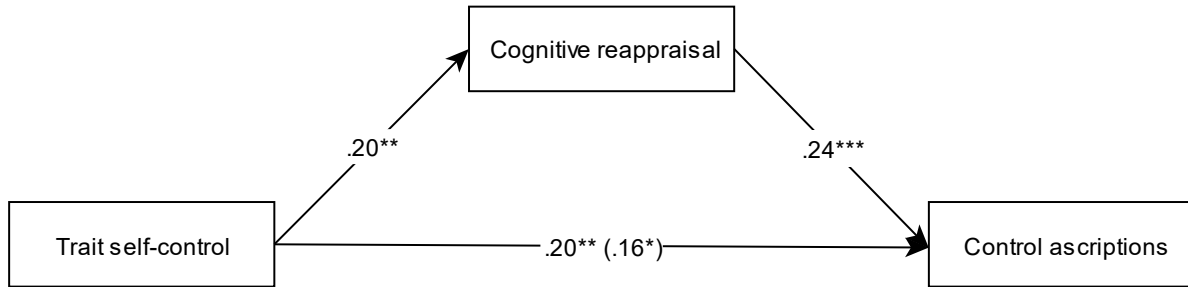 Cognitive reappraisal
.20**
.24***
Trait self-control
.20** (.16*)
Control ascriptions